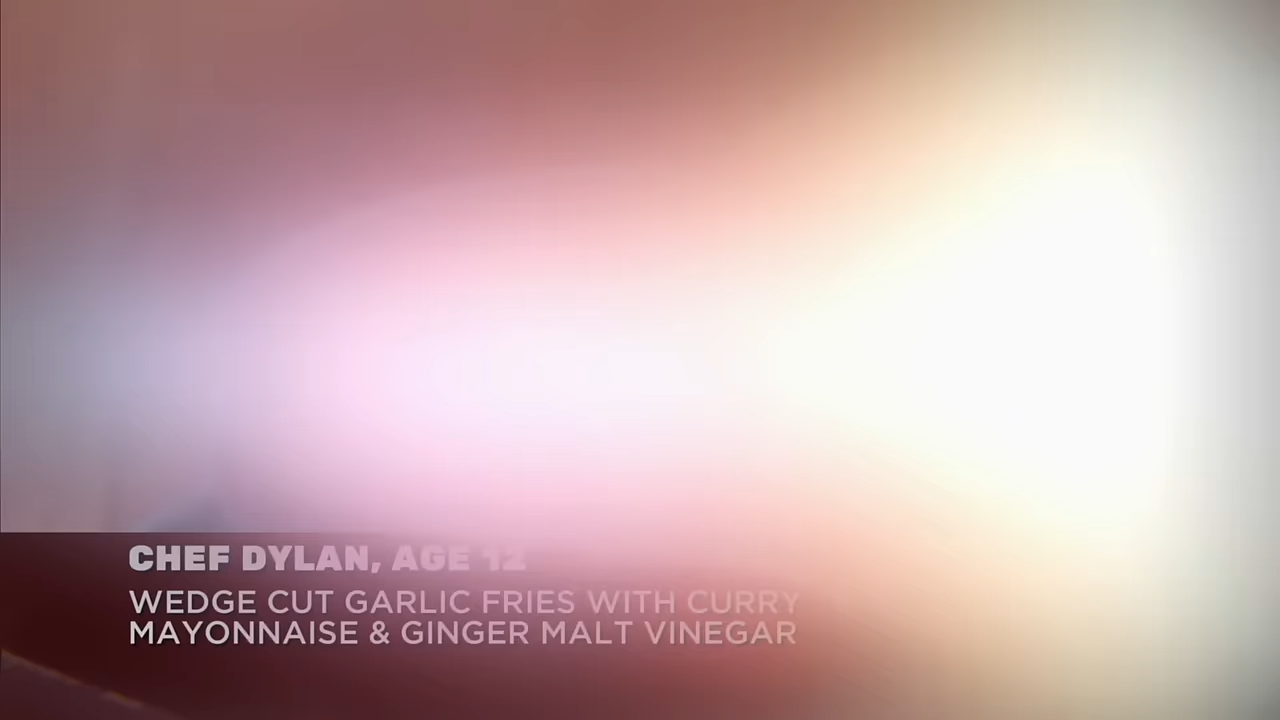 CHEF DYLAN, AGE 12
WEDGE CUT GARLIC FRIES WITH CURRY
MAYONNAISE & GINGER MALT VINEGAR